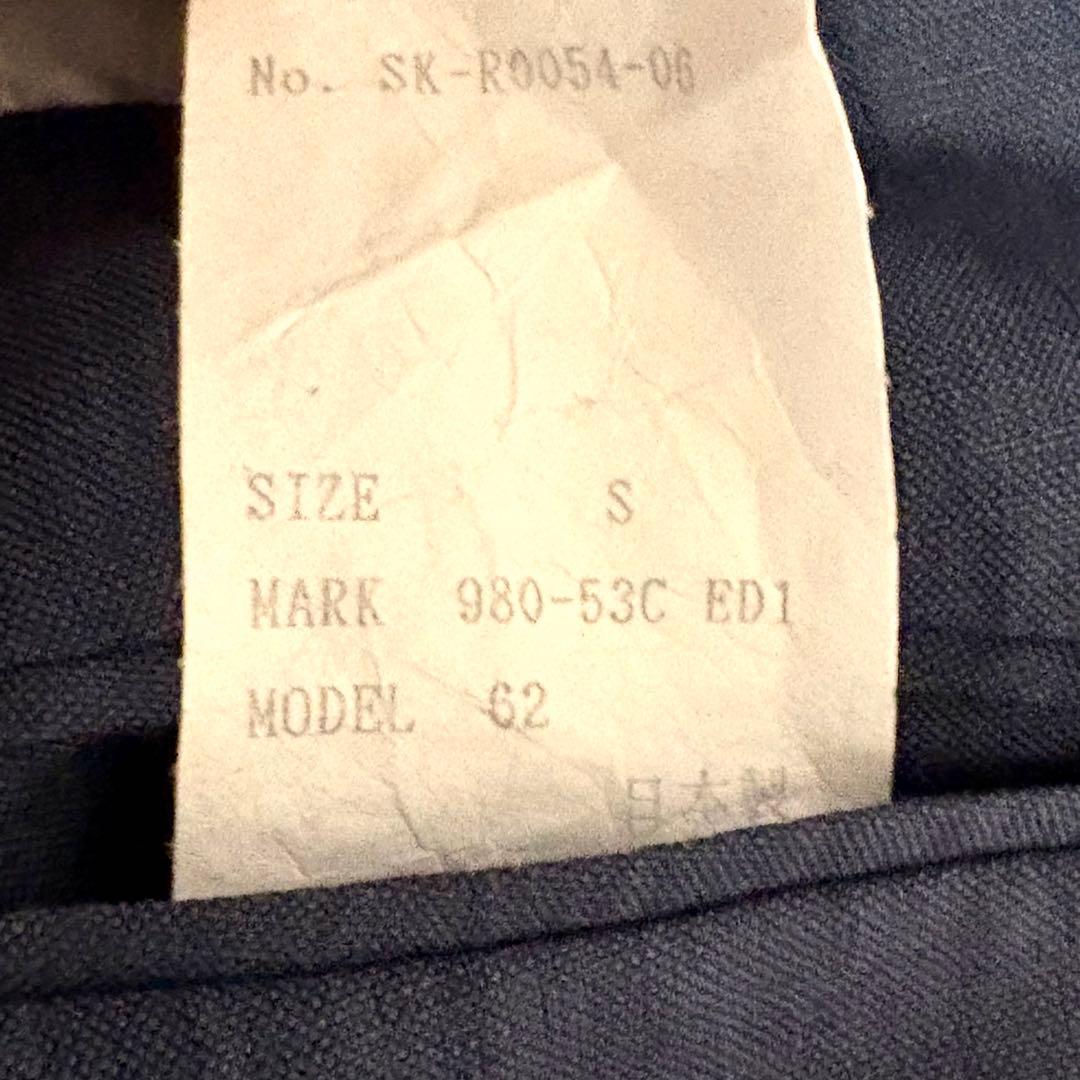 No. SK-R0054-06
SIZE S
MARK 980-53C ED1
MODEL 62
日本製